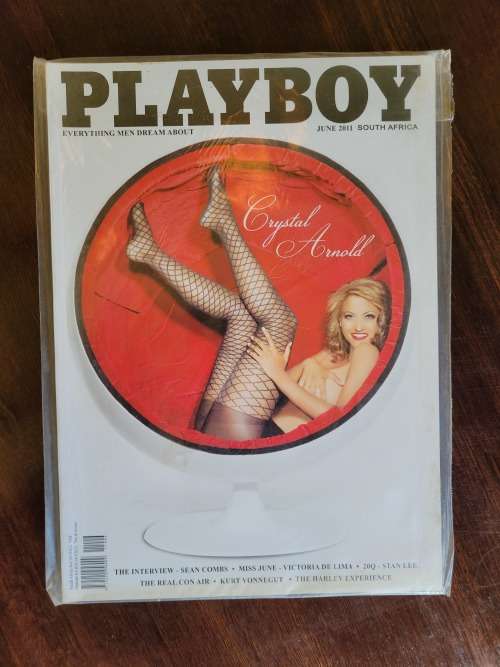 PLAYBOY
EVERYTHING MEN DREAM ABOUT
JUNE 2011 SOUTH AFRICA
Crystal
Arnold
THE INTERVIEW - SEAN COMBS • MISS JUNE - VICTORIA DE LIMA • 20Q - STAN LEE
THE REAL CON AIR • KURT VONNEGUT • THE HARLEY EXPERIENCE